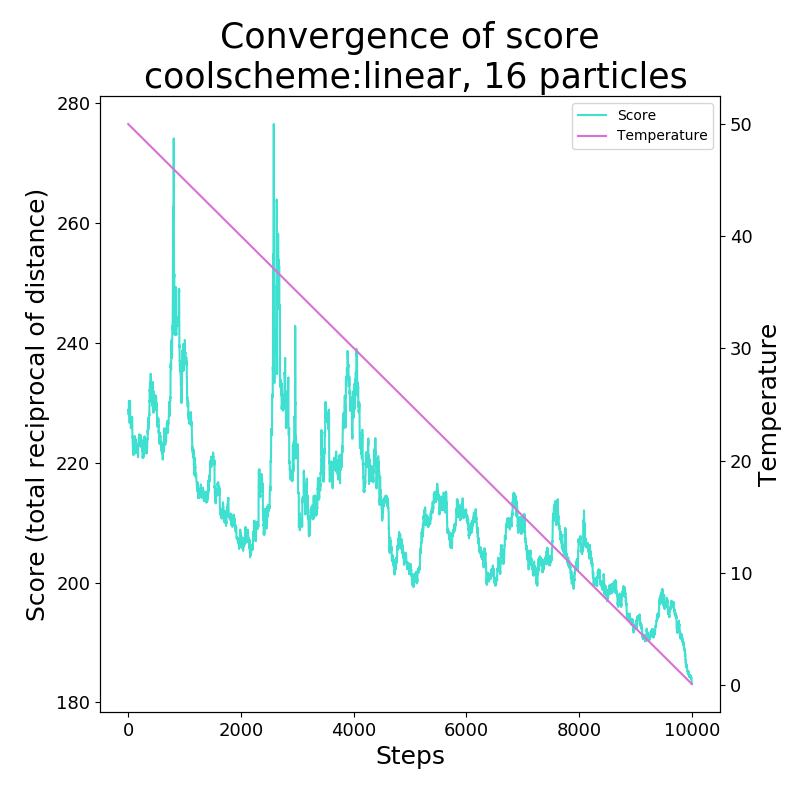 Convergence of score
coolscheme:linear, 16 particles
Score
Temperature
280
260
240
220
200
180
Score (total reciprocal of distance)
50
40
30
20
10
0
Temperature
0
2000
4000
6000
8000
10000
Steps